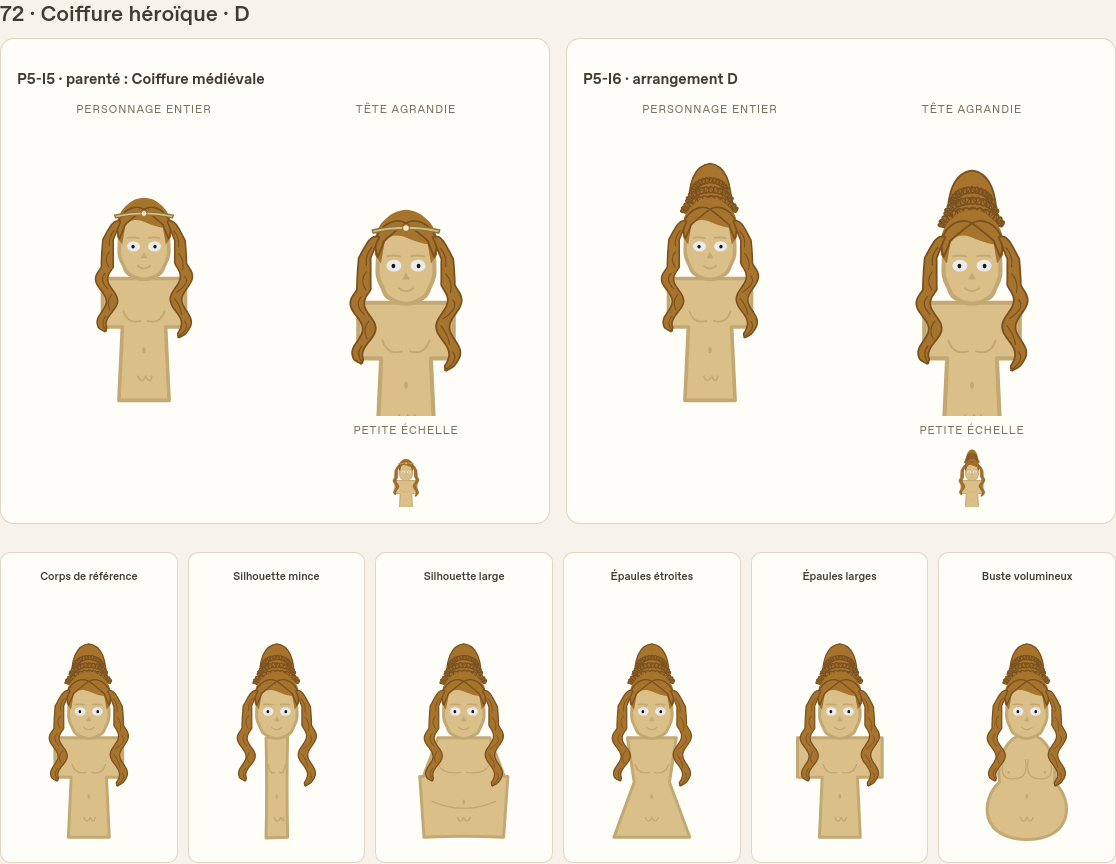 72 · Coiffure héroïque · D
P5-I5 · parenté : Coiffure médiévale
PERSONNAGE ENTIER
TÊTE AGRANDIE
PETITE ÉCHELLE
P5-I6 · arrangement D
PERSONNAGE ENTIER
TÊTE AGRANDIE
PETITE ÉCHELLE
Corps de référence
Silhouette mince
Silhouette large
Épaules étroites
Épaules larges
Buste volumineux